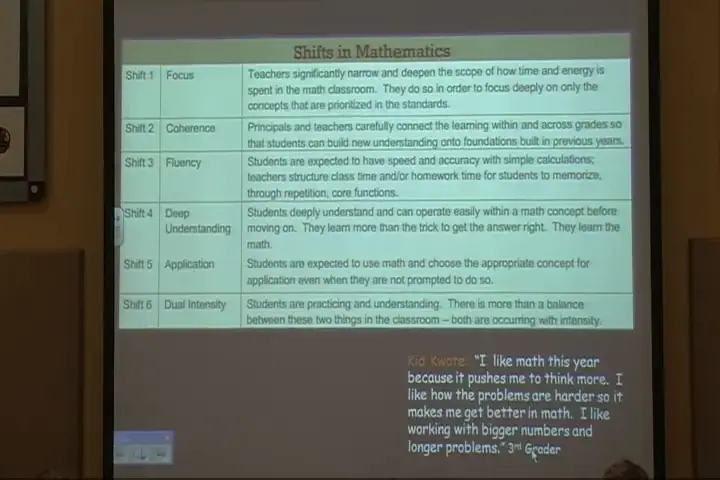 Shifts in Mathematics
Shift 1 Focus Teachers significantly narrow and deepen the scope of how time and energy is
spent in the math classroom. They do so in order to focus deeply on only the
concepts that are prioritized in the standards.
Shift 2 Coherence Principals and teachers carefully connect the learning within and across grades so
that students can build new understanding onto foundations built in previous years.
Shift 3 Fluency Students are expected to have speed and accuracy with simple calculations;
teachers structure class time and/or homework time for students to memorize,
through repetition, core functions.
Shift 4 Deep Students deeply understand and can operate easily within a math concept before
Understanding moving on. They learn more than the trick to get the answer right. They learn the
math.
Shift 5 Application Students are expected to use math and choose the appropriate concept for
application even when they are not prompted to do so.
Shift 6 Dual Intensity Students are practicing and understanding. There is more than a balance
between these two things in the classroom – both are occurring with intensity.
Kid Kwote: "I like math this year
because it pushes me to think more. I
like how the problems are harder so it
makes me get better in math. I like
working with bigger numbers and
longer problems." 3rd Grader